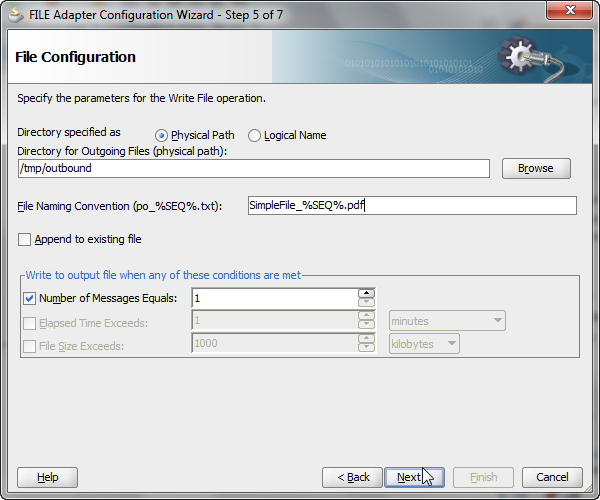 FILE Adapter Configuration Wizard - Step 5 of 7
File Configuration
Specify the parameters for the Write File operation.
Directory specified as Physical Path Logical Name
Directory for Outgoing Files (physical path):
/tmp/outbound Browse
File Naming Convention (po_%SEQ%.txt): SimpleFile_%SEQ%.pdf
Append to existing file
Write to output file when any of these conditions are met
Number of Messages Equals: 1
Elapsed Time Exceeds: 1 minutes
File Size Exceeds: 1000 kilobytes
Help < Back Next Finish Cancel